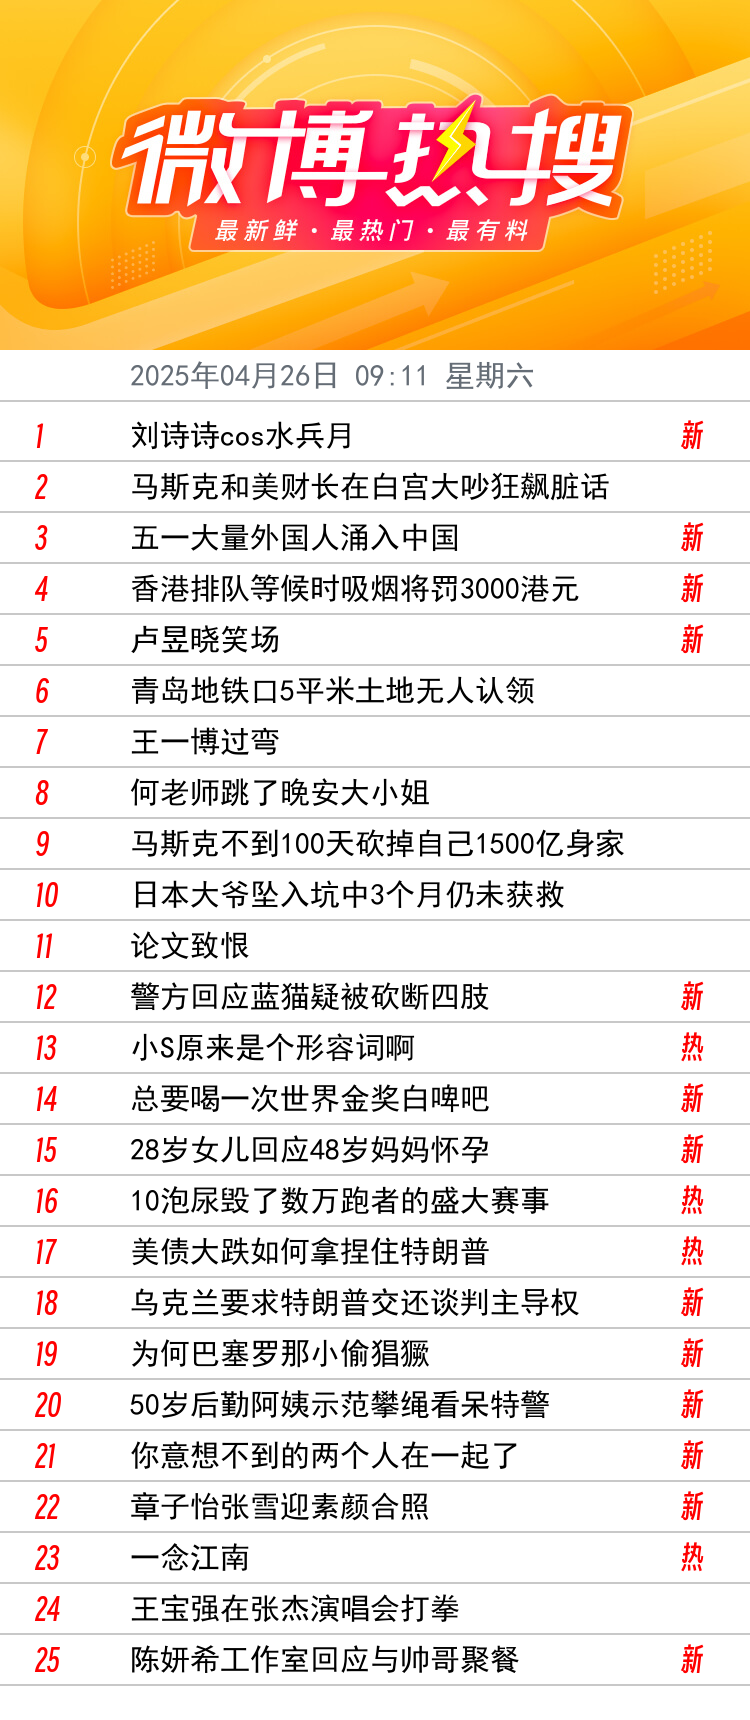 微博热搜
最新鲜·最热门·最有料
2025年04月26日 09:11 星期六
1 刘诗诗cos水兵月 新
2 马斯克和美财长在白宫大吵狂飙脏话
3 五一大量外国人涌入中国 新
4 香港排队等候时吸烟将罚3000港元 新
5 卢昱晓笑场 新
6 青岛地铁口5平米土地无人认领
7 王一博过弯
8 何老师跳了晚安大小姐
9 马斯克不到100天砍掉自己1500亿身家
10 日本大爷坠入坑中3个月仍未获救
11 论文致恨
12 警方回应蓝猫疑被砍断四肢 新
13 小S原来是个形容词啊 热
14 总要喝一次世界金奖白啤吧 新
15 28岁女儿回应48岁妈妈怀孕 新
16 10泡尿毁了数万跑者的盛大赛事 热
17 美债大跌如何拿捏住特朗普 热
18 乌克兰要求特朗普交还谈判主导权 新
19 为何巴塞罗那小偷猖獗 新
20 50岁后勤阿姨示范攀绳看呆特警 新
21 你意想不到的两个人在一起了 新
22 章子怡张雪迎素颜合照 新
23 一念江南 热
24 王宝强在张杰演唱会打拳
25 陈妍希工作室回应与帅哥聚餐 新